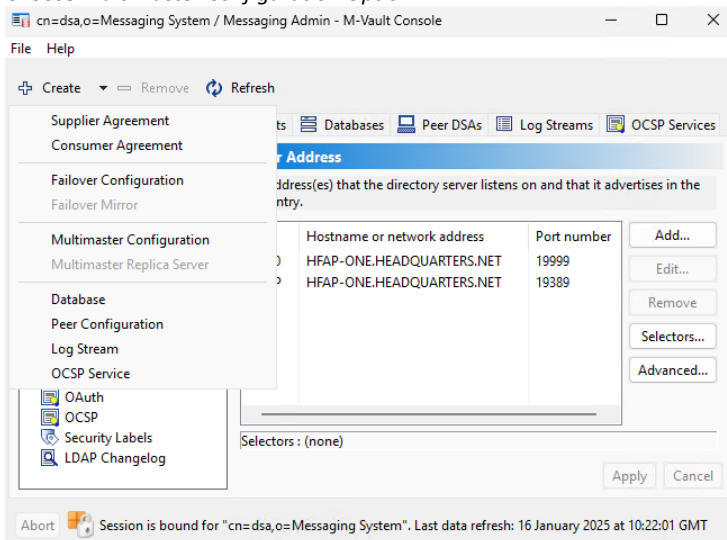 cn=dsa,o=Messaging System / Messaging Admin - M-Vault Console
File Help
Create Remove Refresh
Supplier Agreement
Consumer Agreement
Failover Configuration
Failover Mirror
Multimaster Configuration
Multimaster Replica Server
Database
Peer Configuration
Log Stream
OCSP Service
ts Databases Peer DSAs Log Streams OCSP Services
r Address
ddress(es) that the directory server listens on and that it advertises in the
ntry.
Hostname or network address Port number
HFAP-ONE.HEADQUARTERS.NET 19999
HFAP-ONE.HEADQUARTERS.NET 19389
Add...
Edit...
Remove
Selectors...
Advanced...
OAuth
OCSP
Security Labels
LDAP Changelog
Selectors : (none)
Apply Cancel
Abort Session is bound for "cn=dsa,o=Messaging System". Last data refresh: 16 January 2025 at 10:22:01 GMT